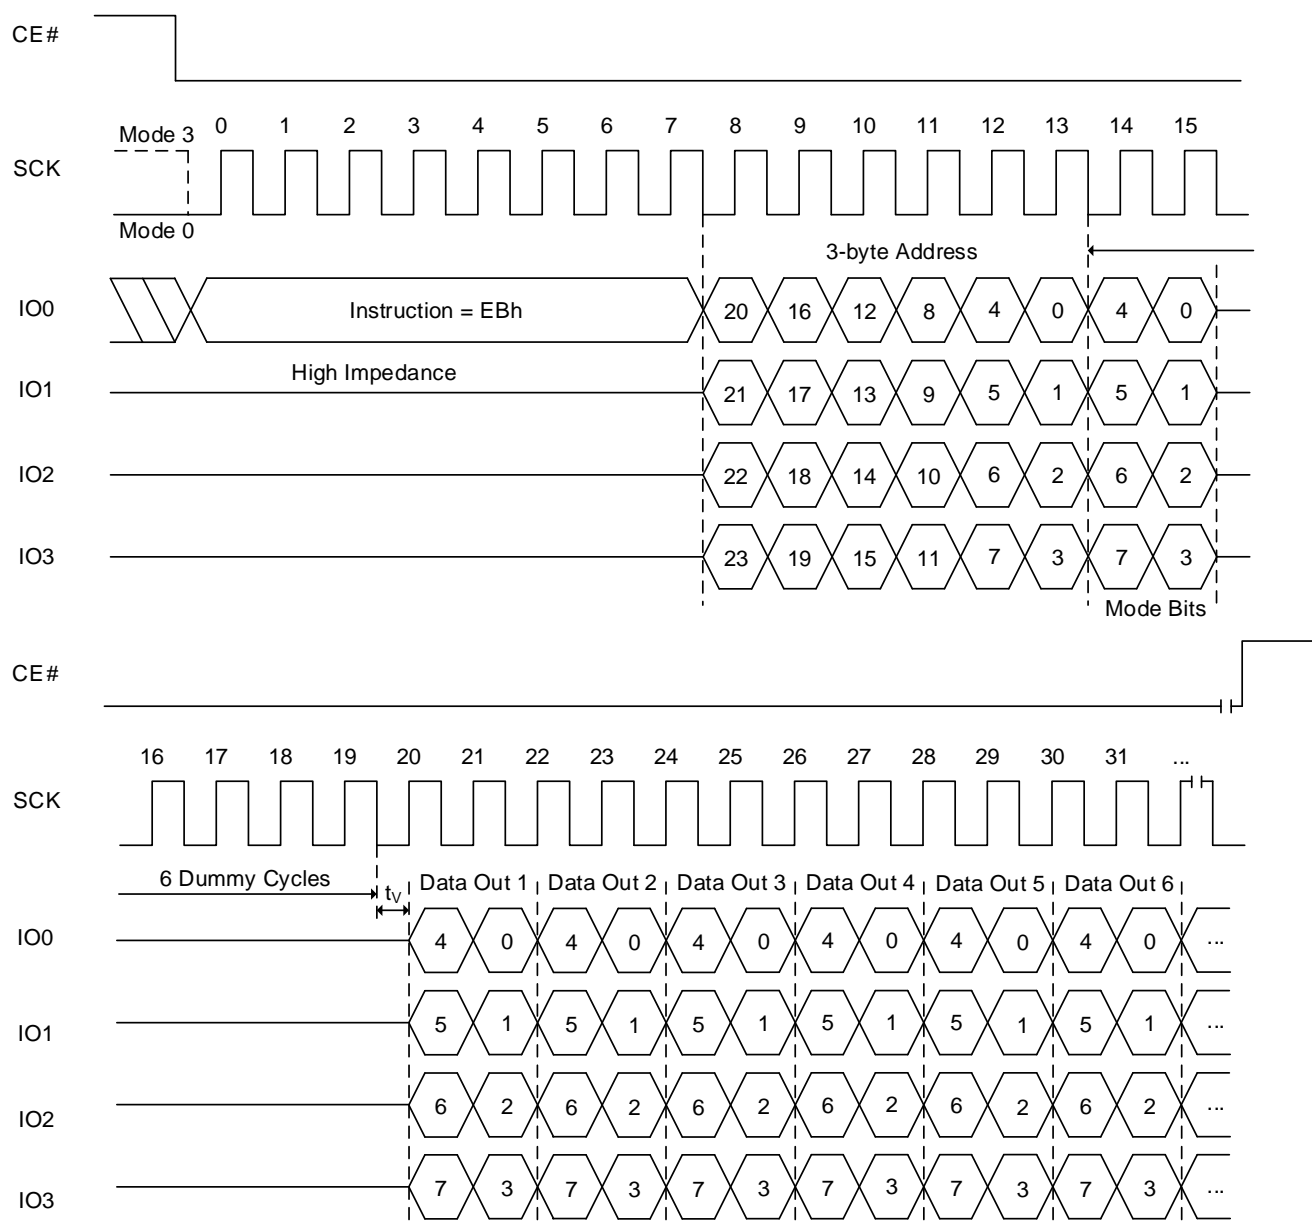 CE#
0 1 2 3 4 5 6 7 8 9 10 11 12 13 14 15
Mode 3
SCK
Mode 0
3-byte Address
IO0 Instruction = EBh 20 16 12 8 4 0 4 0
High Impedance
IO1 21 17 13 9 5 1 5 1
IO2 22 18 14 10 6 2 6 2
IO3 23 19 15 11 7 3 7 3
Mode Bits
CE#
16 17 18 19 20 21 22 23 24 25 26 27 28 29 30 31 ...
SCK
6 Dummy Cycles tV Data Out 1 Data Out 2 Data Out 3 Data Out 4 Data Out 5 Data Out 6
IO0 4 0 4 0 4 0 4 0 4 0 4 0 ...
IO1 5 1 5 1 5 1 5 1 5 1 5 1 ...
IO2 6 2 6 2 6 2 6 2 6 2 6 2 ...
IO3 7 3 7 3 7 3 7 3 7 3 7 3 ...